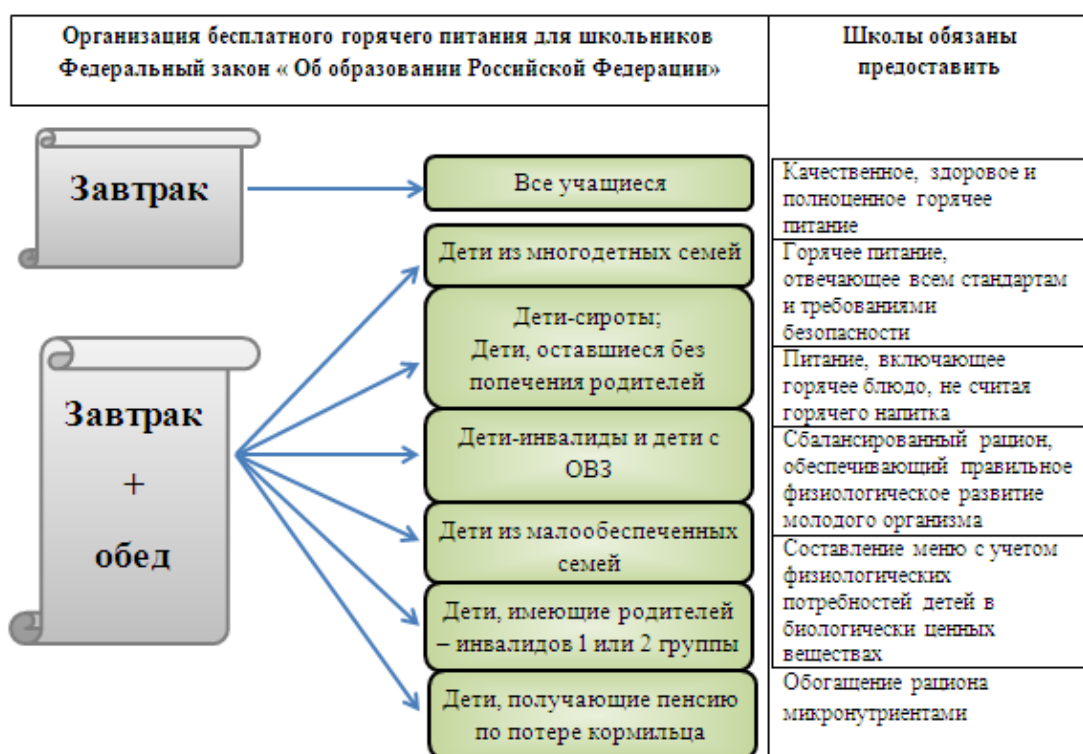 Организация бесплатного горячего питания для школьников
Федеральный закон « Об образовании Российской Федерации»
Школы обязаны
предоставить
Завтрак
Все учащиеся
Завтрак
+
обед
Дети из многодетных семей
Дети-сироты;
Дети, оставшиеся без
попечения родителей
Дети-инвалиды и дети с
ОВЗ
Дети из малообеспеченных
семей
Дети, имеющие родителей
– инвалидов 1 или 2 группы
Дети, получающие пенсию
по потере кормильца
Качественное, здоровое и
полноценное горячее
питание
Горячее питание,
отвечающее всем стандартам
и требованиями
безопасности
Питание, включающее
горячее блюдо, не считая
горячего напитка
Сбалансированный рацион,
обеспечивающий правильное
физиологическое развитие
молодого организма
Составление меню с учетом
физиологических
потребностей детей в
биологически ценных
веществах
Обогащение рациона
микронутриентами